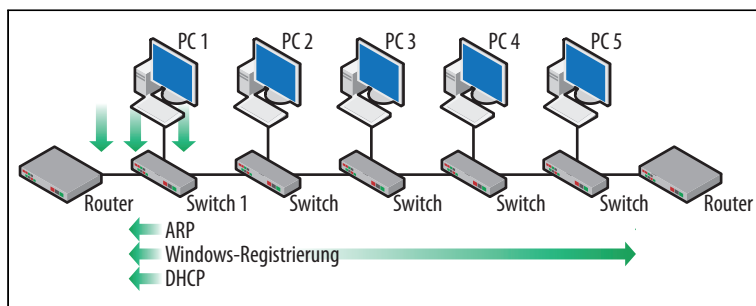 PC 1 PC 2 PC 3 PC 4 PC 5
Router Switch 1 Switch Switch Switch Switch Router
ARP
Windows-Registrierung
DHCP